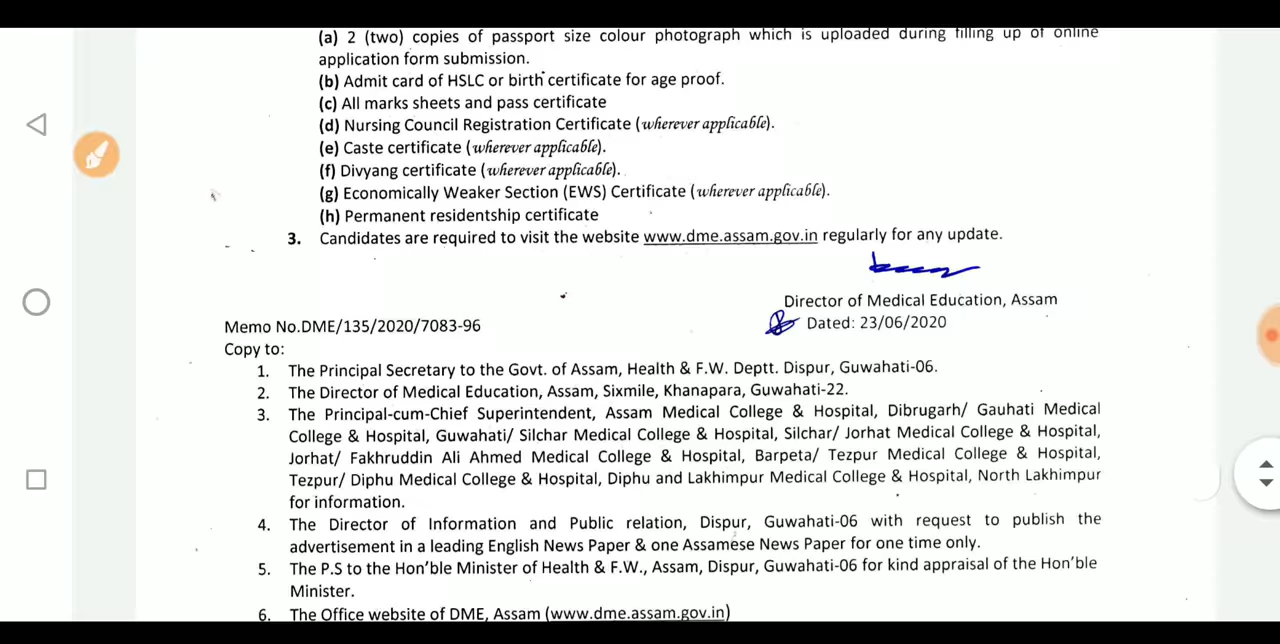 (a) 2 (two) copies of passport size colour photograph which is uploaded during filling up of online
application form submission.
(b) Admit card of HSLC or birth certificate for age proof.
(c) All marks sheets and pass certificate
(d) Nursing Council Registration Certificate (wherever applicable).
(e) Caste certificate (wherever applicable).
(f) Divyang certificate (wherever applicable).
(g) Economically Weaker Section (EWS) Certificate (wherever applicable).
(h) Permanent residentship certificate
3. Candidates are required to visit the website www.dme.assam.gov.in regularly for any update.
Director of Medical Education, Assam
Memo No.DME/135/2020/7083-96 Dated: 23/06/2020
Copy to:
1. The Principal Secretary to the Govt. of Assam, Health & F.W. Deptt. Dispur, Guwahati-06.
2. The Director of Medical Education, Assam, Sixmile, Khanapara, Guwahati-22.
3. The Principal-cum-Chief Superintendent, Assam Medical College & Hospital, Dibrugarh/ Gauhati Medical
College & Hospital, Guwahati/ Silchar Medical College & Hospital, Silchar/ Jorhat Medical College & Hospital,
Jorhat/ Fakhruddin Ali Ahmed Medical College & Hospital, Barpeta/ Tezpur Medical College & Hospital,
Tezpur/ Diphu Medical College & Hospital, Diphu and Lakhimpur Medical College & Hospital, North Lakhimpur
for information.
4. The Director of Information and Public relation, Dispur, Guwahati-06 with request to publish the
advertisement in a leading English News Paper & one Assamese News Paper for one time only.
5. The P.S to the Hon'ble Minister of Health & F.W., Assam, Dispur, Guwahati-06 for kind appraisal of the Hon'ble
Minister.
6. The Office website of DME, Assam (www.dme.assam.gov.in)